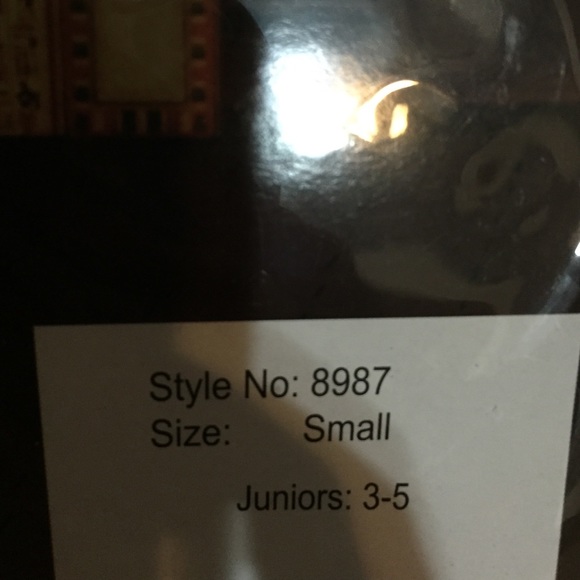 Style No: 8987
Size: Small
Juniors: 3-5